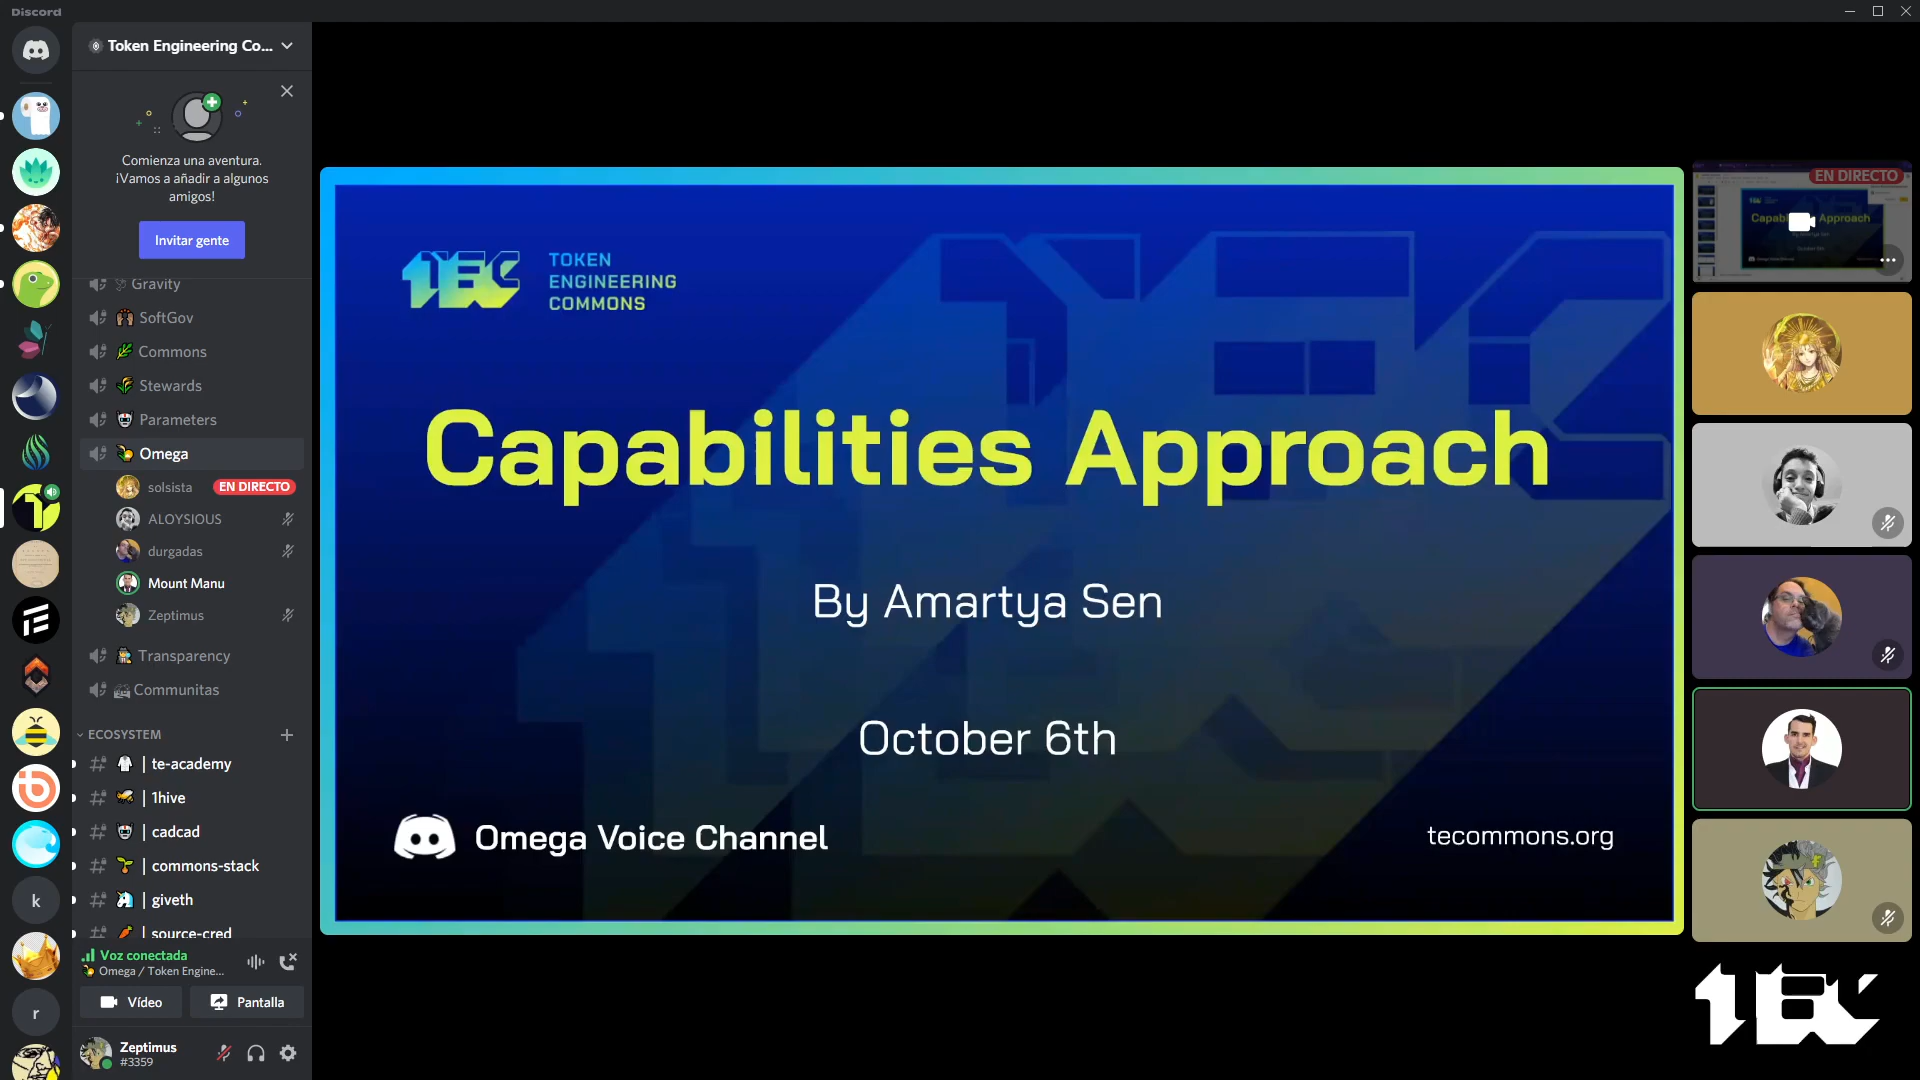 Discord
Token Engineering Co...
Comienza una aventura.
¡Vamos a añadir a algunos
amigos!
Invitar gente
Gravity
SoftGov
Commons
Stewards
Parameters
Omega
solsista EN DIRECTO
ALOYSIOUS
durgadas
Mount Manu
Zeptimus
Transparency
Communitas
ECOSYSTEM
| te-academy
| 1hive
| cadcad
| commons-stack
| giveth
| source-cred
Voz conectada
Omega / Token Engine...
Vídeo
Pantalla
Zeptimus
#3359
k
r
TEC
TOKEN
ENGINEERING
COMMONS
Capabilities Approach
By Amartya Sen
October 6th
Omega Voice Channel
tecommons.org
EN DIRECTO
TEC